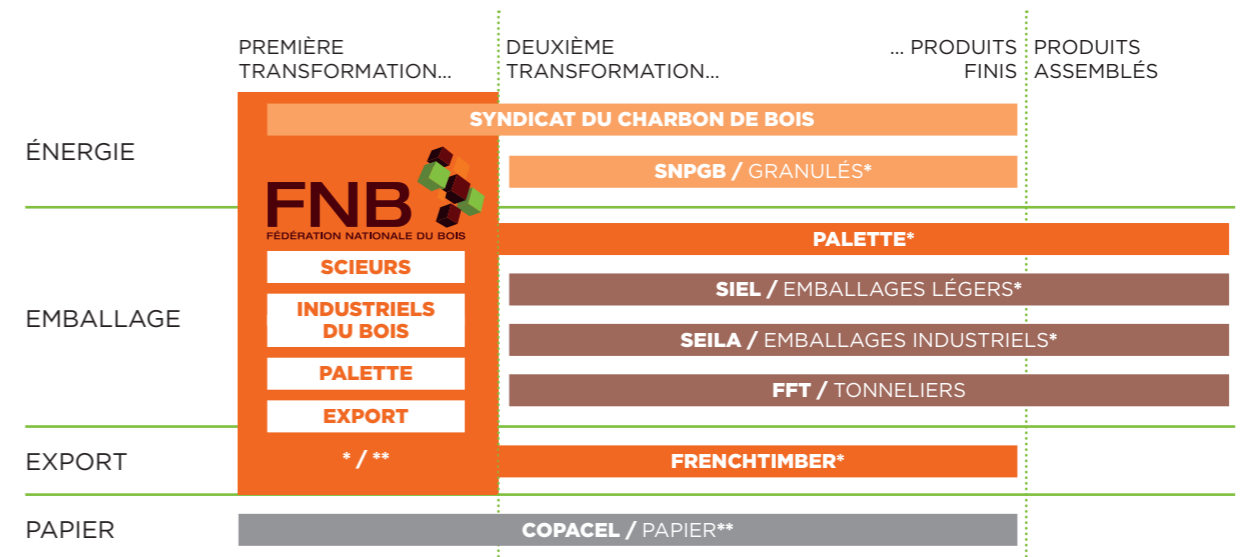 PREMIÈRE
TRANSFORMATION...
DEUXIÈME
TRANSFORMATION...
... PRODUITS
FINIS
PRODUITS
ASSEMBLÉS
ÉNERGIE
SYNDICAT DU CHARBON DE BOIS
SNPGB / GRANULÉS*
FNB
FÉDÉRATION NATIONALE DU BOIS
SCIEURS
INDUSTRIELS
DU BOIS
PALETTE
EXPORT
* / **
EMBALLAGE
PALETTE*
SIEL / EMBALLAGES LÉGERS*
SEILA / EMBALLAGES INDUSTRIELS*
FFT / TONNELIERS
EXPORT
FRENCHTIMBER*
PAPIER
COPACEL / PAPIER**